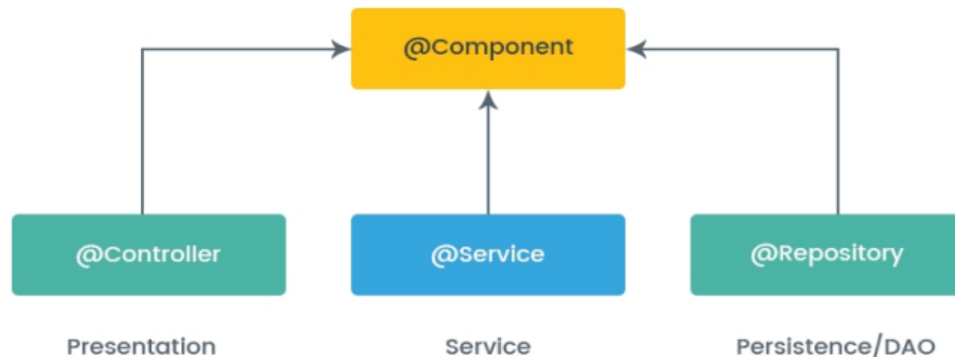 @Component
@Controller
@Service
@Repository
Presentation
Service
Persistence/DAO